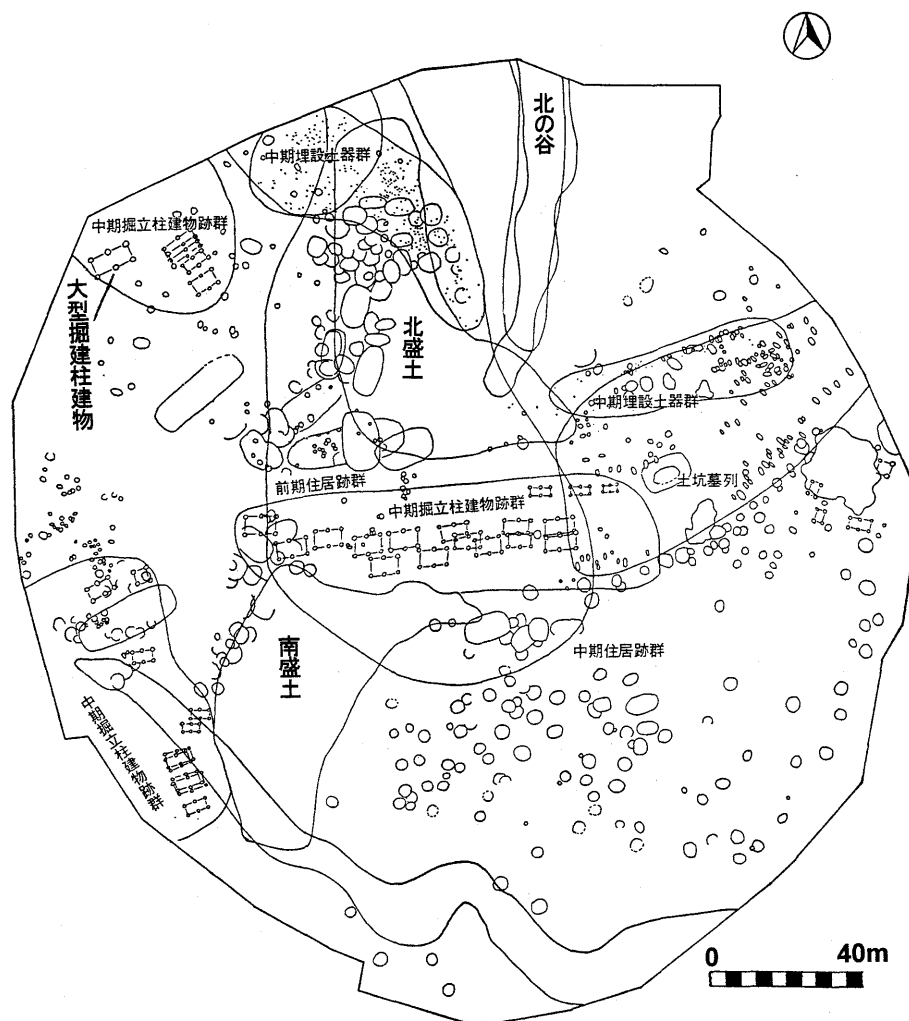 北の谷
中期埋設土器群
中期掘立柱建物跡群
大型掘建柱建物
北盛土
中期埋設土器群
前期住居跡群
土坑墓列
中期掘立柱建物跡群
南盛土
中期住居跡群
中期掘立柱建物跡群
0 40m